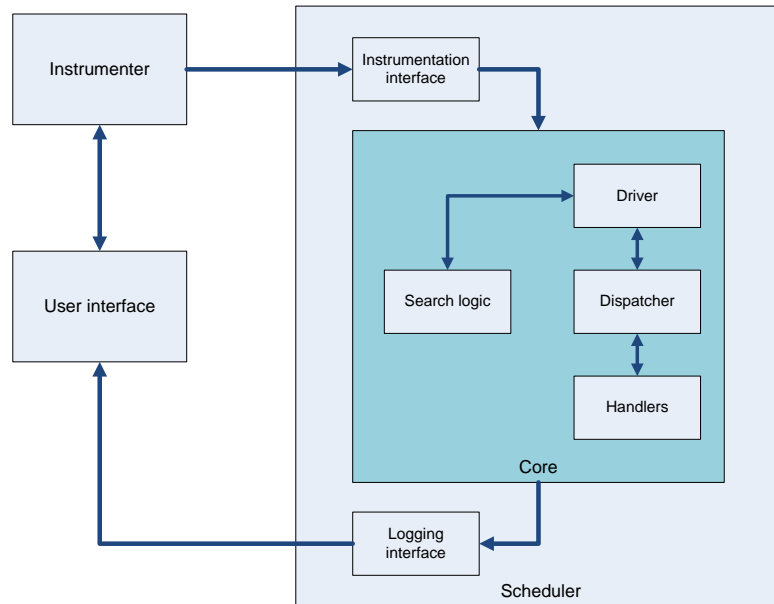 Instrumenter
Instrumentation
interface
Driver
User interface
Search logic
Dispatcher
Handlers
Core
Logging
interface
Scheduler